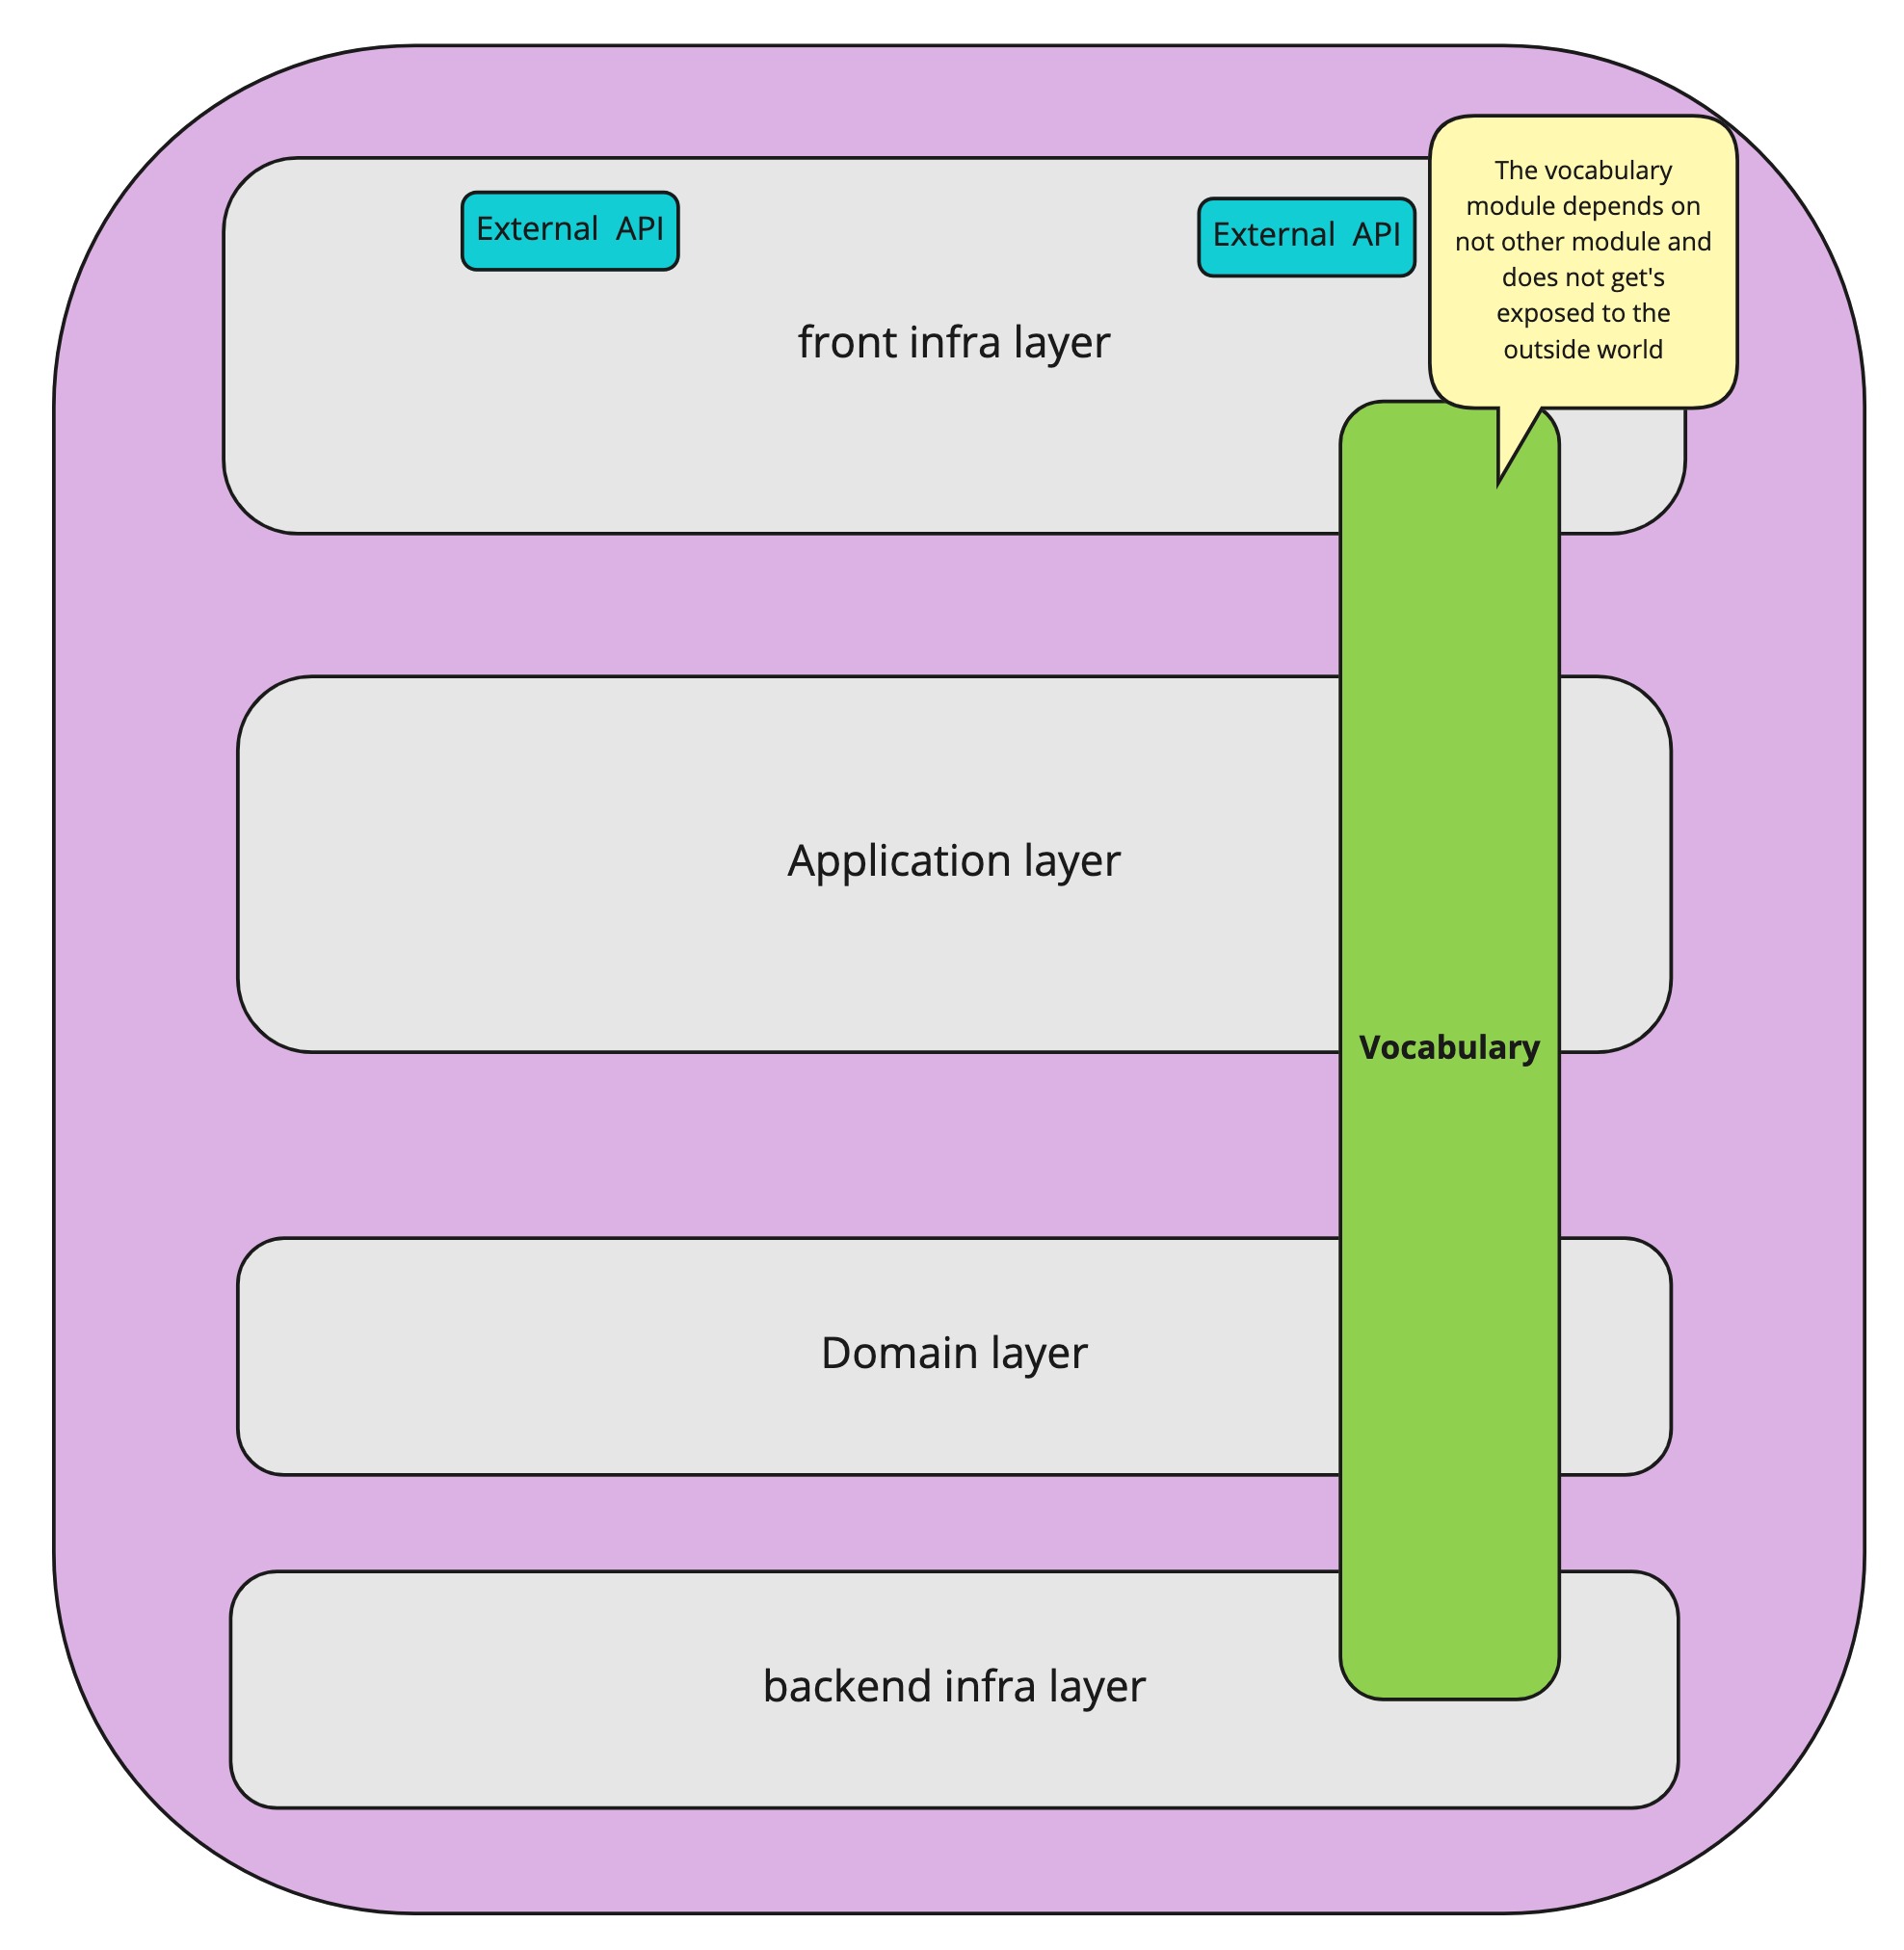 The vocabulary
module depends on
not other module and
does not get's
exposed to the
outside world
External API
External API
front infra layer
Application layer
Vocabulary
Domain layer
backend infra layer